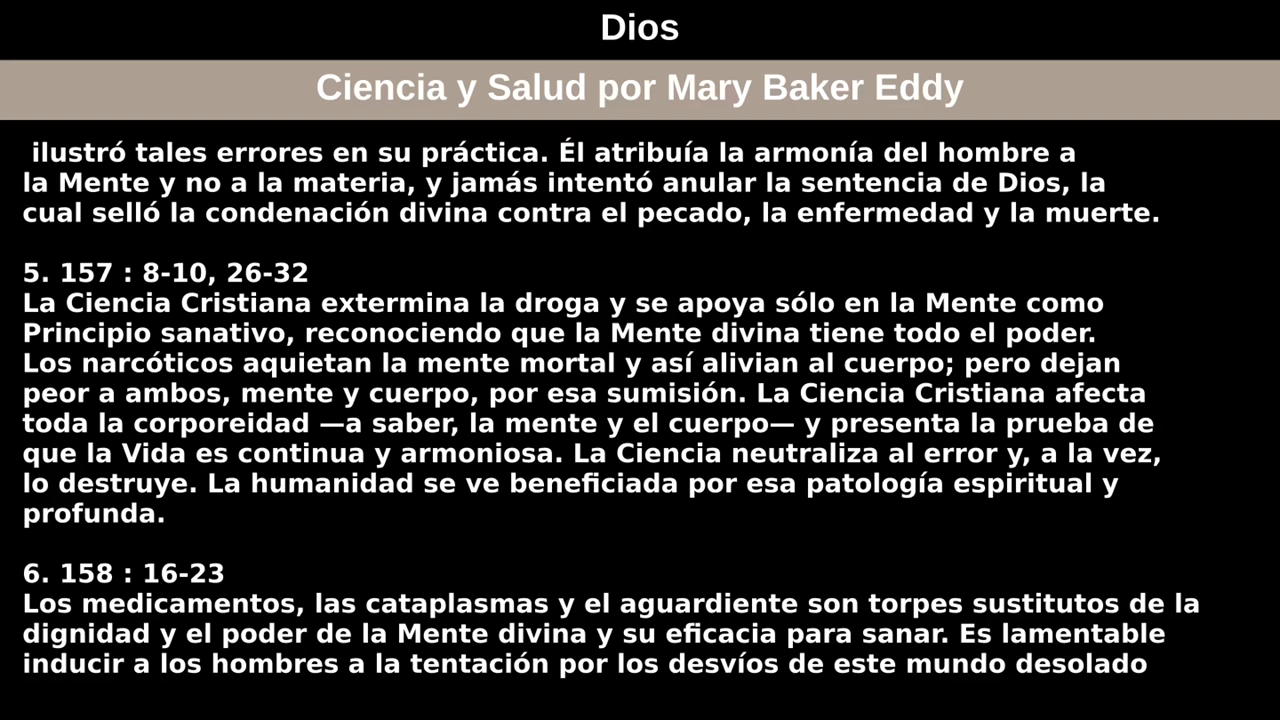 Dios
Ciencia y Salud por Mary Baker Eddy
ilustró tales errores en su práctica. Él atribuía la armonía del hombre a
la Mente y no a la materia, y jamás intentó anular la sentencia de Dios, la
cual selló la condenación divina contra el pecado, la enfermedad y la muerte.
5. 157 : 8-10, 26-32
La Ciencia Cristiana extermina la droga y se apoya sólo en la Mente como
Principio sanativo, reconociendo que la Mente divina tiene todo el poder.
Los narcóticos aquietan la mente mortal y así alivian al cuerpo; pero dejan
peor a ambos, mente y cuerpo, por esa sumisión. La Ciencia Cristiana afecta
toda la corporeidad —a saber, la mente y el cuerpo— y presenta la prueba de
que la Vida es continua y armoniosa. La Ciencia neutraliza al error y, a la vez,
lo destruye. La humanidad se ve beneficiada por esa patología espiritual y
profunda.
6. 158 : 16-23
Los medicamentos, las cataplasmas y el aguardiente son torpes sustitutos de la
dignidad y el poder de la Mente divina y su eficacia para sanar. Es lamentable
inducir a los hombres a la tentación por los desvíos de este mundo desolado